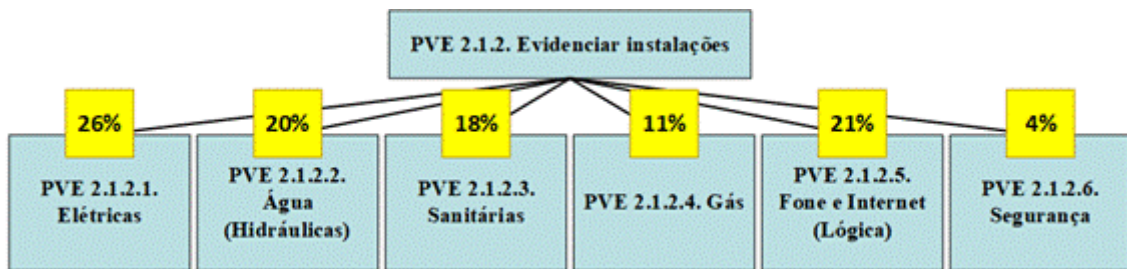 PVE 2.1.2. Evidenciar instalações
26%
20%
18%
11%
21%
4%
PVE 2.1.2.1.
Elétricas
PVE 2.1.2.2.
Água
(Hidráulicas)
PVE 2.1.2.3.
Sanitárias
PVE 2.1.2.4. Gás
PVE 2.1.2.5.
Fone e Internet
(Lógica)
PVE 2.1.2.6.
Segurança